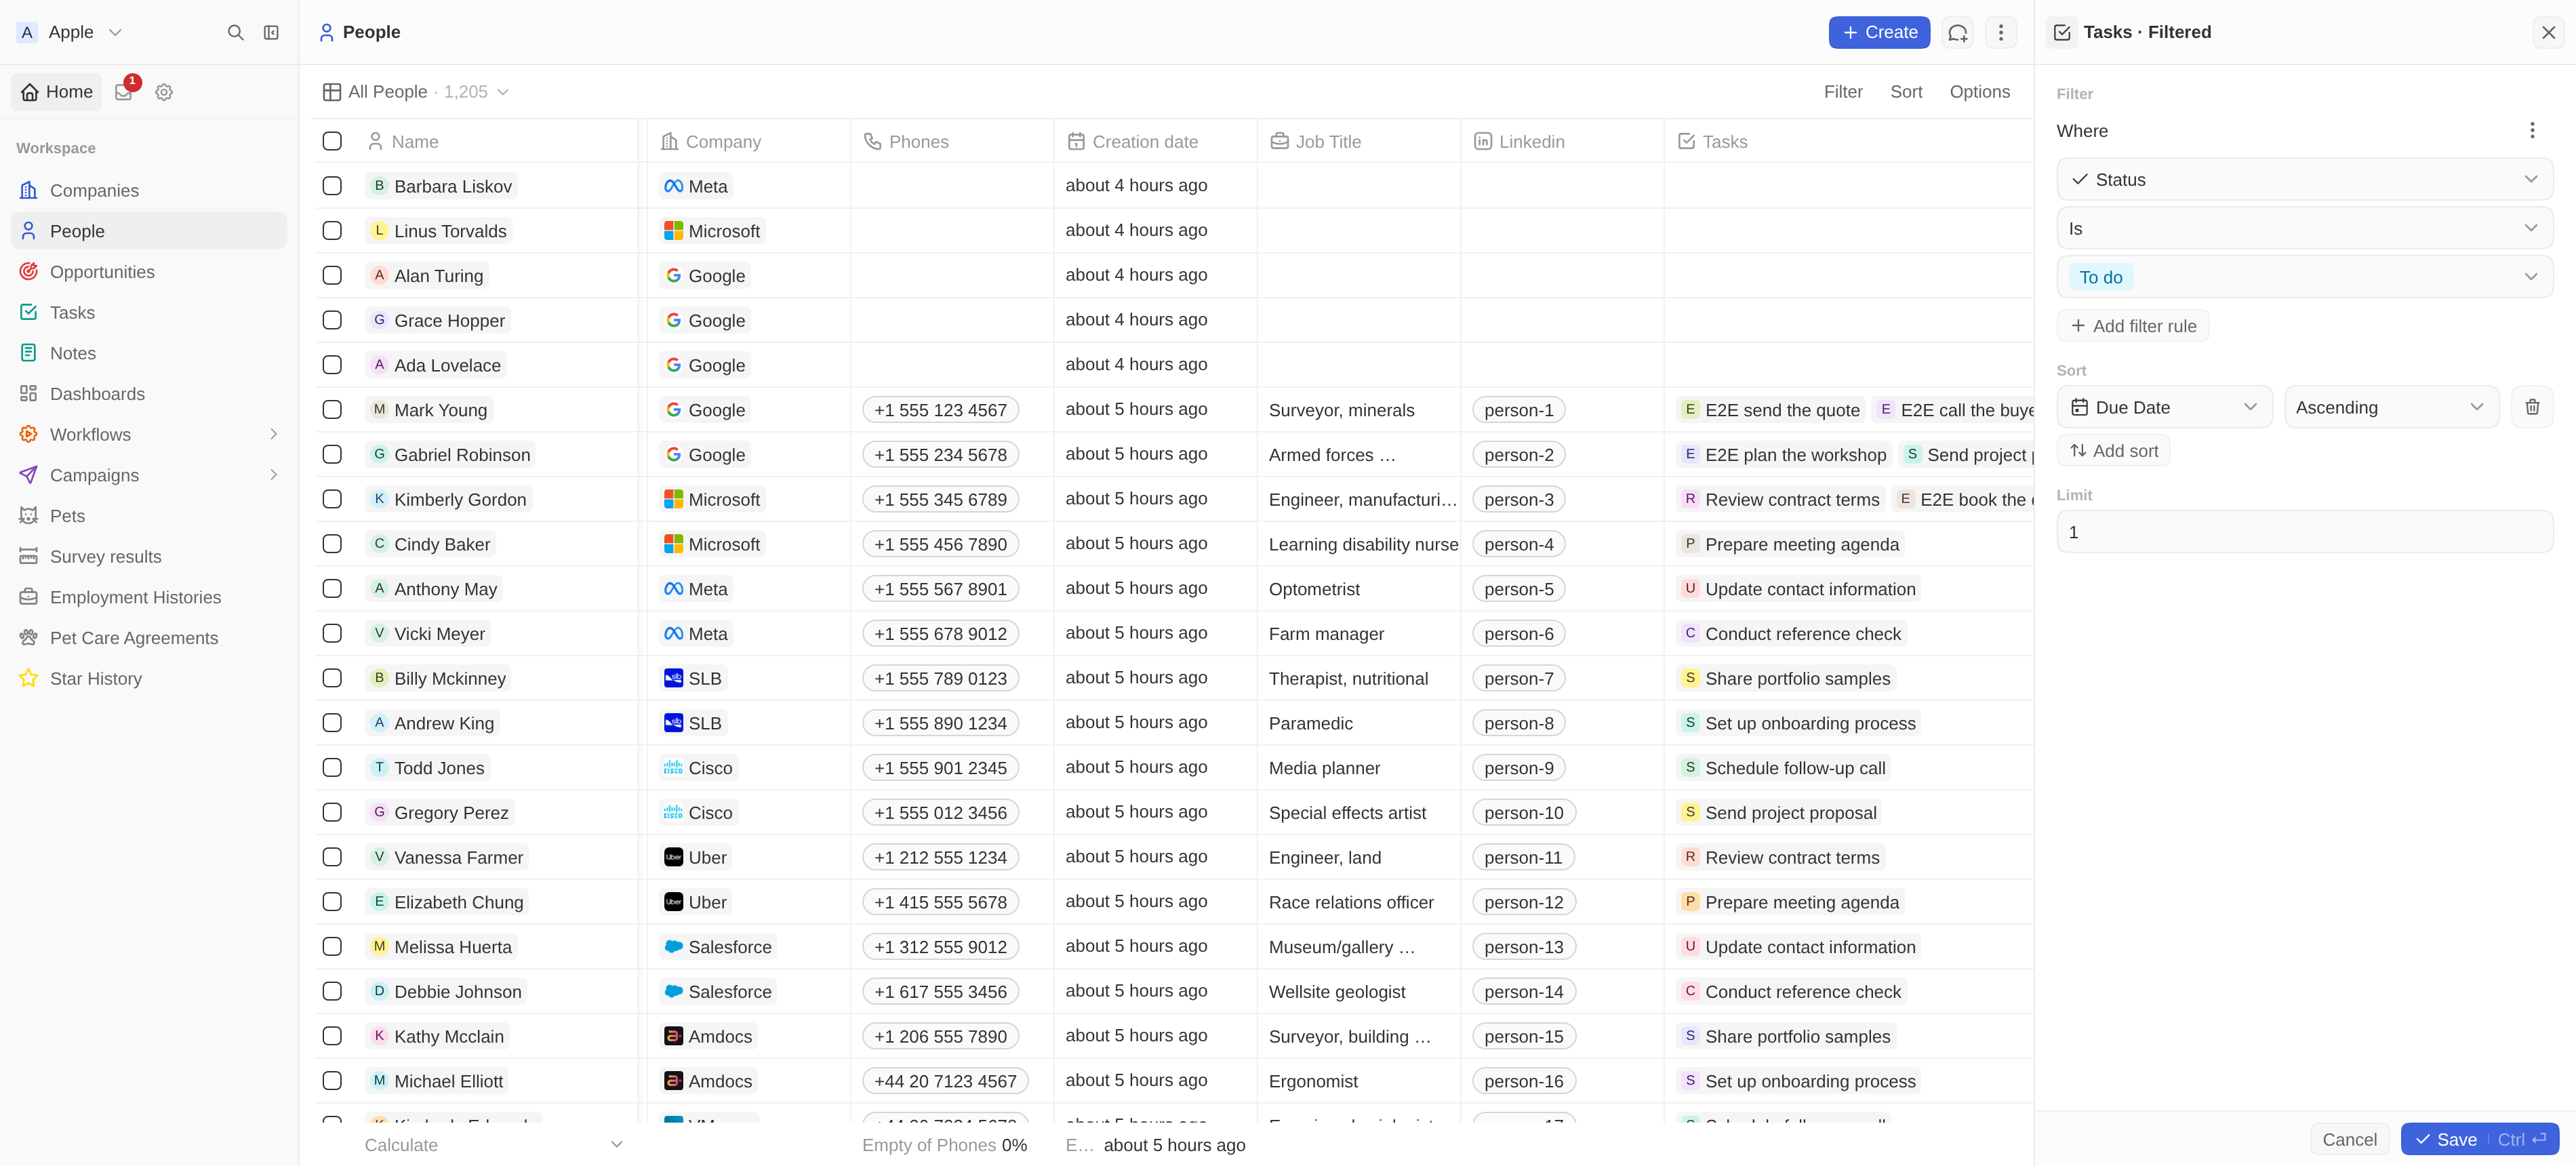 A Apple
People
Create
Tasks · Filtered
Home
1
All People · 1,205
Filter
Sort
Options
Workspace
Companies
People
Opportunities
Tasks
Notes
Dashboards
Workflows
Campaigns
Pets
Survey results
Employment Histories
Pet Care Agreements
Star History
Name Company Phones Creation date Job Title Linkedin Tasks
B Barbara Liskov Meta about 4 hours ago
L Linus Torvalds Microsoft about 4 hours ago
A Alan Turing Google about 4 hours ago
G Grace Hopper Google about 4 hours ago
A Ada Lovelace Google about 4 hours ago
M Mark Young Google +1 555 123 4567 about 5 hours ago Surveyor, minerals person-1 E E2E send the quote E E2E call the buye
G Gabriel Robinson Google +1 555 234 5678 about 5 hours ago Armed forces … person-2 E E2E plan the workshop S Send project
K Kimberly Gordon Microsoft +1 555 345 6789 about 5 hours ago Engineer, manufacturi… person-3 R Review contract terms E E2E book the
C Cindy Baker Microsoft +1 555 456 7890 about 5 hours ago Learning disability nurse person-4 P Prepare meeting agenda
A Anthony May Meta +1 555 567 8901 about 5 hours ago Optometrist person-5 U Update contact information
V Vicki Meyer Meta +1 555 678 9012 about 5 hours ago Farm manager person-6 C Conduct reference check
B Billy Mckinney SLB +1 555 789 0123 about 5 hours ago Therapist, nutritional person-7 S Share portfolio samples
A Andrew King SLB +1 555 890 1234 about 5 hours ago Paramedic person-8 S Set up onboarding process
T Todd Jones Cisco +1 555 901 2345 about 5 hours ago Media planner person-9 S Schedule follow-up call
G Gregory Perez Cisco +1 555 012 3456 about 5 hours ago Special effects artist person-10 S Send project proposal
V Vanessa Farmer Uber +1 212 555 1234 about 5 hours ago Engineer, land person-11 R Review contract terms
E Elizabeth Chung Uber +1 415 555 5678 about 5 hours ago Race relations officer person-12 P Prepare meeting agenda
M Melissa Huerta Salesforce +1 312 555 9012 about 5 hours ago Museum/gallery … person-13 U Update contact information
D Debbie Johnson Salesforce +1 617 555 3456 about 5 hours ago Wellsite geologist person-14 C Conduct reference check
K Kathy Mcclain Amdocs +1 206 555 7890 about 5 hours ago Surveyor, building … person-15 S Share portfolio samples
M Michael Elliott Amdocs +44 20 7123 4567 about 5 hours ago Ergonomist person-16 S Set up onboarding process
Calculate Empty of Phones 0% E… about 5 hours ago
Filter
Where
Status
Is
To do
Add filter rule
Sort
Due Date
Ascending
Add sort
Limit
1
Cancel
Save
Ctrl